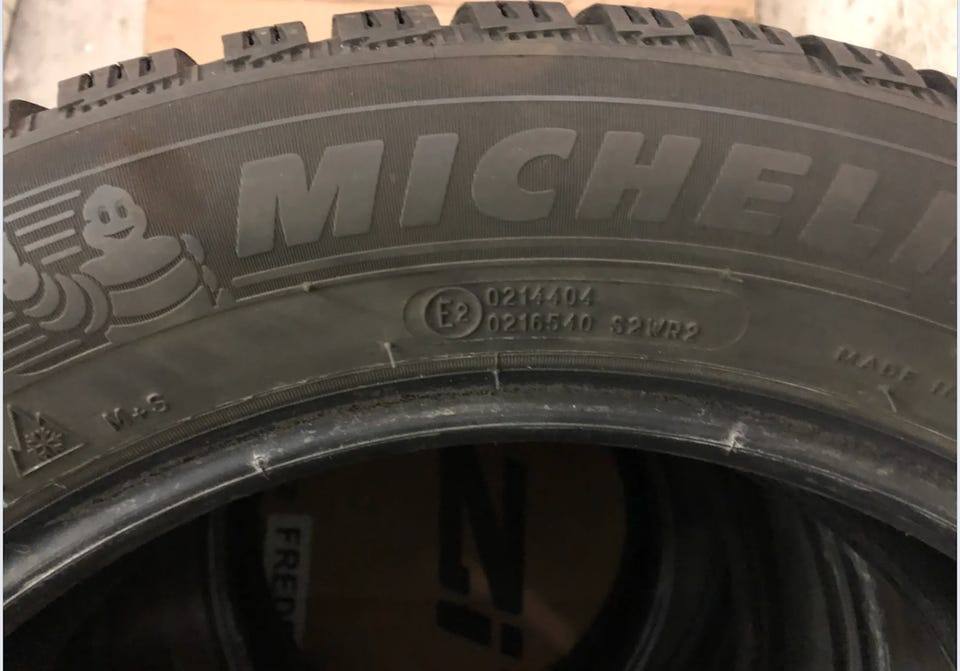 MICHELI
E2
0214404
0216540 S2WR2
MADE I
M+S
FRED